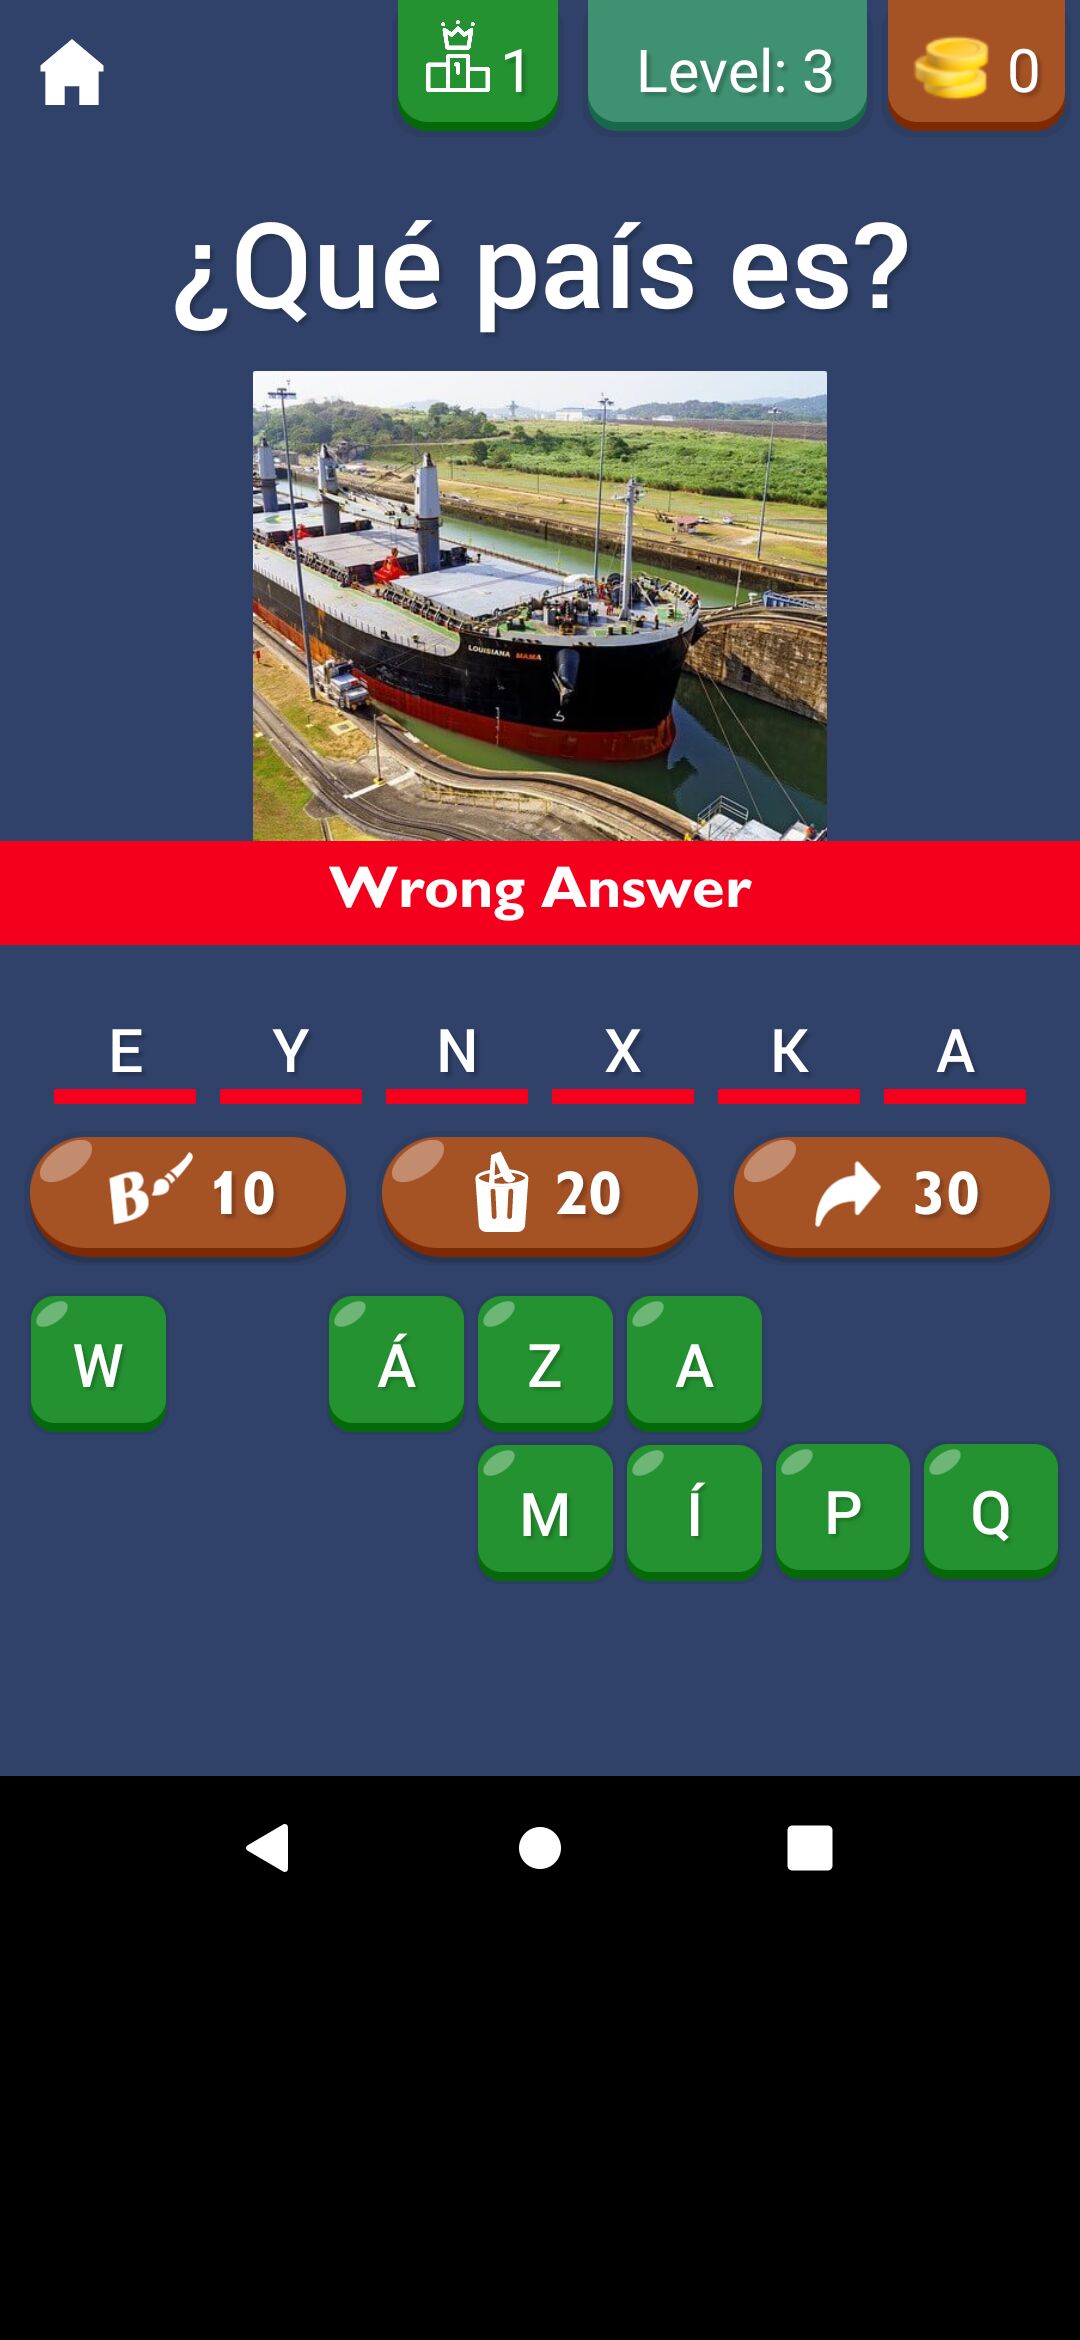 1
Level: 3
0
¿Qué país es?
LOUISIANA MAMA
Wrong Answer
E Y N X K A
B 10
20
30
W Á Z A
M Í P Q